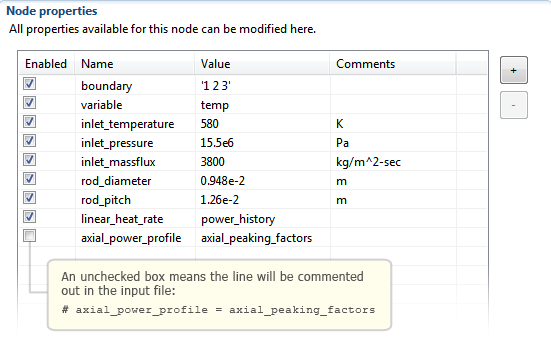 Node properties
All properties available for this node can be modified here.
Enabled Name Value Comments
boundary '1 2 3'
variable temp
inlet_temperature 580 K
inlet_pressure 15.5e6 Pa
inlet_massflux 3800 kg/m^2-sec
rod_diameter 0.948e-2 m
rod_pitch 1.26e-2 m
linear_heat_rate power_history
axial_power_profile axial_peaking_factors
+
-
An unchecked box means the line will be commented
out in the input file:
# axial_power_profile = axial_peaking_factors